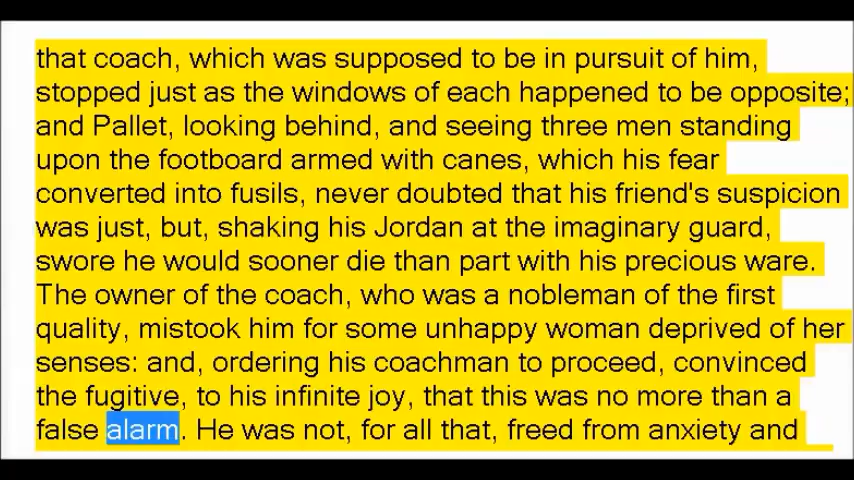 that coach, which was supposed to be in pursuit of him,
stopped just as the windows of each happened to be opposite;
and Pallet, looking behind, and seeing three men standing
upon the footboard armed with canes, which his fear
converted into fusils, never doubted that his friend's suspicion
was just, but, shaking his Jordan at the imaginary guard,
swore he would sooner die than part with his precious ware.
The owner of the coach, who was a nobleman of the first
quality, mistook him for some unhappy woman deprived of her
senses: and, ordering his coachman to proceed, convinced
the fugitive, to his infinite joy, that this was no more than a
false alarm. He was not, for all that, freed from anxiety and